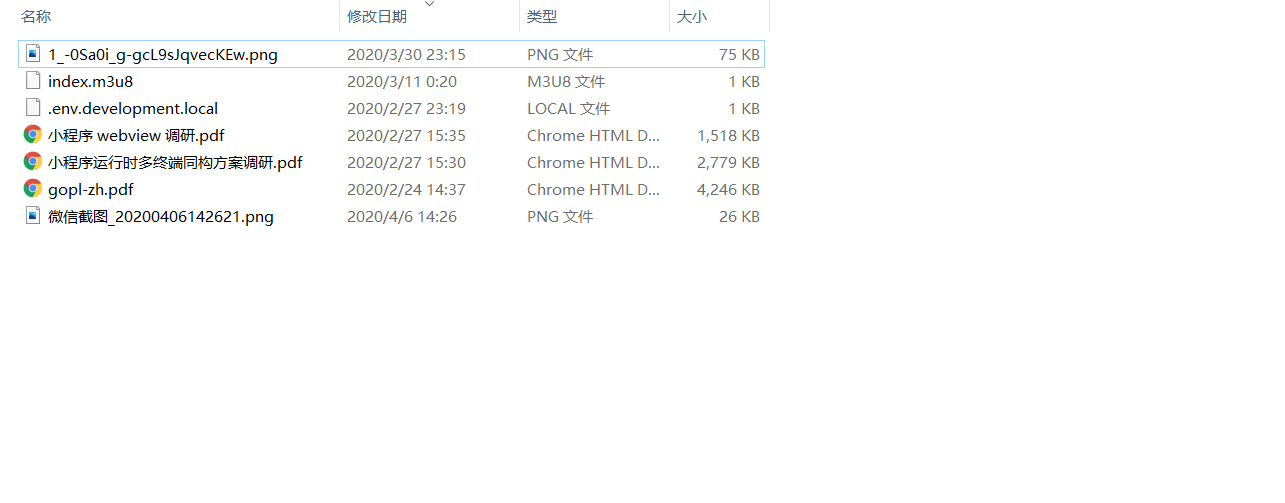 名称 修改日期 类型 大小
1_-0Sa0i_g-gcL9sJqvecKEw.png 2020/3/30 23:15 PNG 文件 75 KB
index.m3u8 2020/3/11 0:20 M3U8 文件 1 KB
.env.development.local 2020/2/27 23:19 LOCAL 文件 1 KB
小程序 webview 调研.pdf 2020/2/27 15:35 Chrome HTML D... 1,518 KB
小程序运行时多终端同构方案调研.pdf 2020/2/27 15:30 Chrome HTML D... 2,779 KB
gopl-zh.pdf 2020/2/24 14:37 Chrome HTML D... 4,246 KB
微信截图_20200406142621.png 2020/4/6 14:26 PNG 文件 26 KB